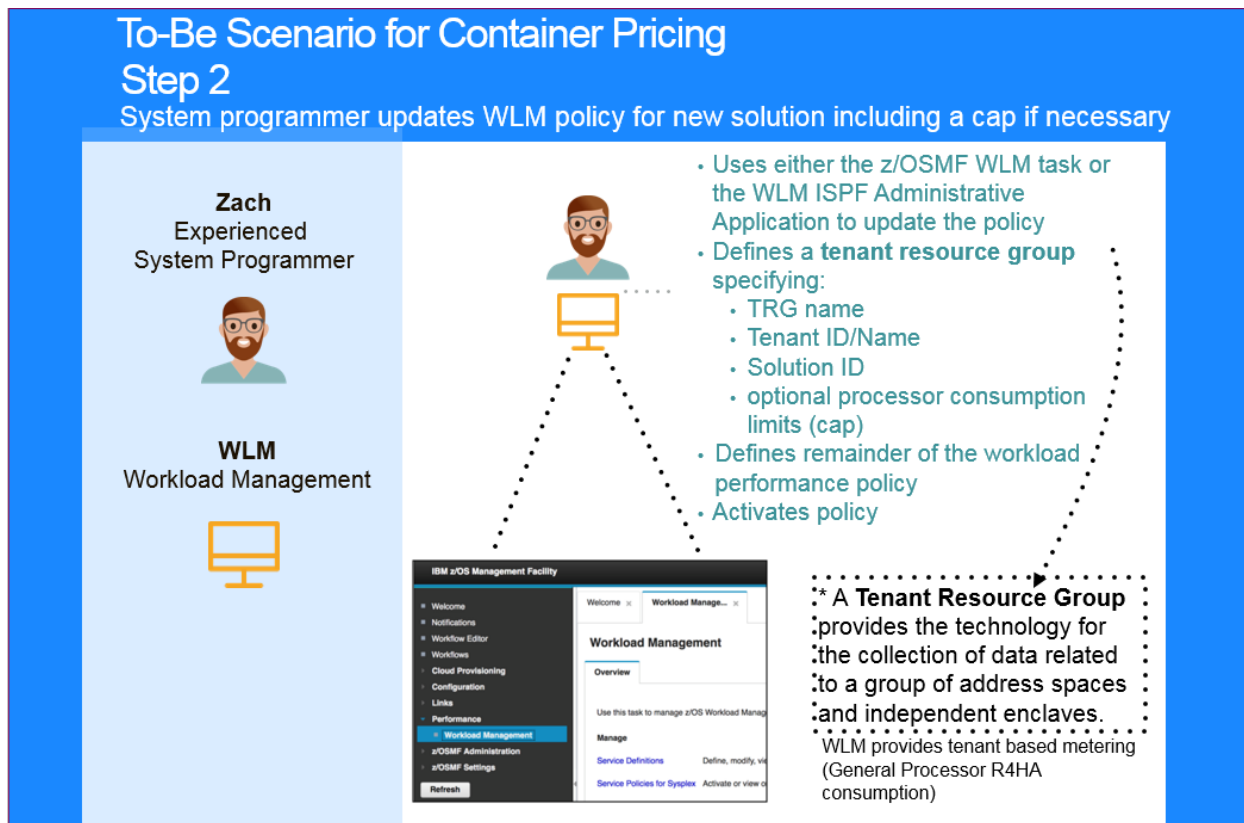 To-Be Scenario for Container Pricing
Step 2
System programmer updates WLM policy for new solution including a cap if necessary
Zach
Experienced
System Programmer
WLM
Workload Management
• Uses either the z/OSMF WLM task or
the WLM ISPF Administrative
Application to update the policy
• Defines a tenant resource group
specifying:
• TRG name
• Tenant ID/Name
• Solution ID
• optional processor consumption
limits (cap)
• Defines remainder of the workload
performance policy
• Activates policy
IBM z/OS Management Facility
Welcome
Notifications
Workflow Editor
Workflows
Cloud Provisioning
Configuration
Links
Performance
Workload Management
z/OSMF Administration
z/OSMF Settings
Refresh
Welcome × Workload Manage... ×
Workload Management
Overview
Use this task to manage z/OS Workload Manag
Manage
Service Definitions Define, modify, vie
Service Policies for Sysplex Activate or view o
* A Tenant Resource Group
provides the technology for
the collection of data related
to a group of address spaces
and independent enclaves.
WLM provides tenant based metering
(General Processor R4HA
consumption)